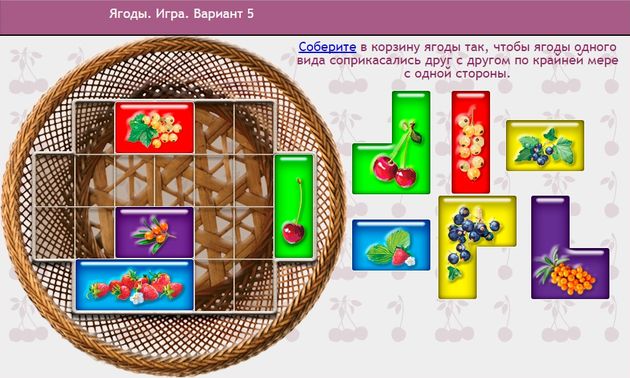 Ягоды. Игра. Вариант 5
Соберите в корзину ягоды так, чтобы ягоды одного
вида соприкасались друг с другом по крайней мере
с одной стороны.